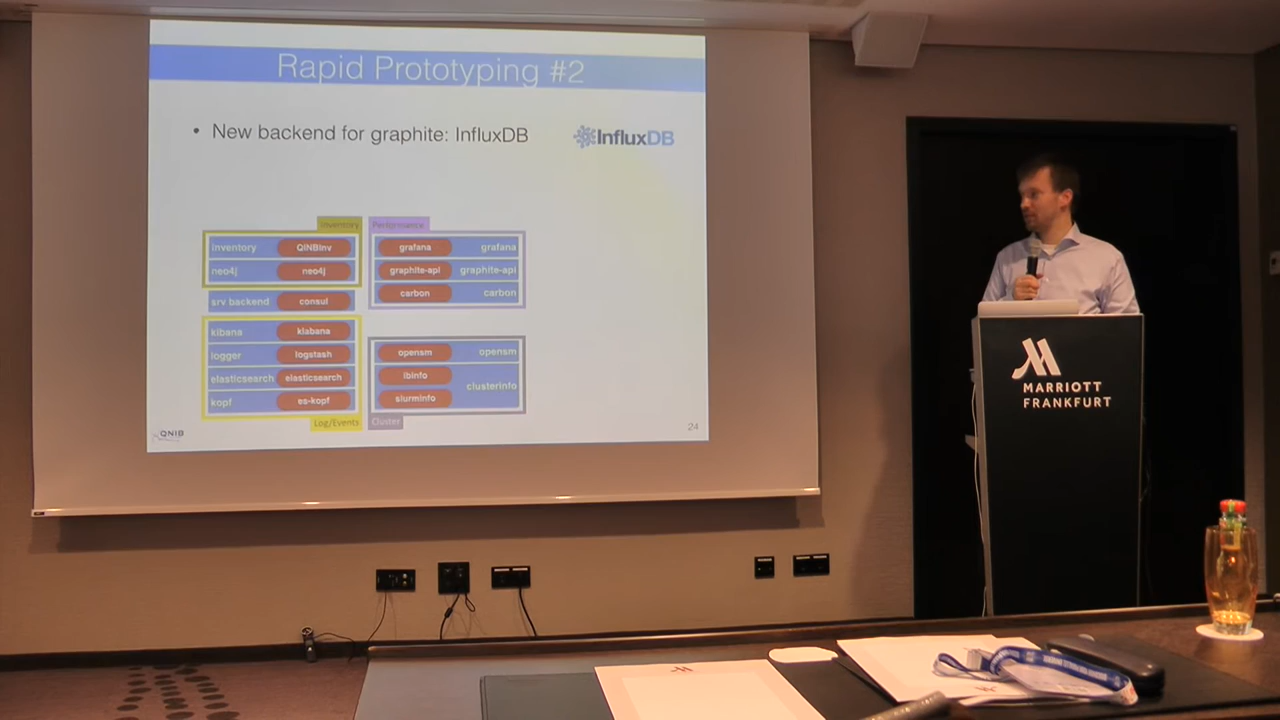 Rapid Prototyping #2
• New backend for graphite: InfluxDB
InfluxDB
Inventory
Performance
inventory QNIBInv
neo4j neo4j
srv backend consul
kibana kiabana
logger logstash
elasticsearch elasticsearch
kopf es-kopf
Log/Events
grafana grafana
graphite-api graphite-api
carbon carbon
opensm opensm
ibinfo
clusterinfo
slurminfo
Cluster
QNIB
24
MARRIOTT
FRANKFURT